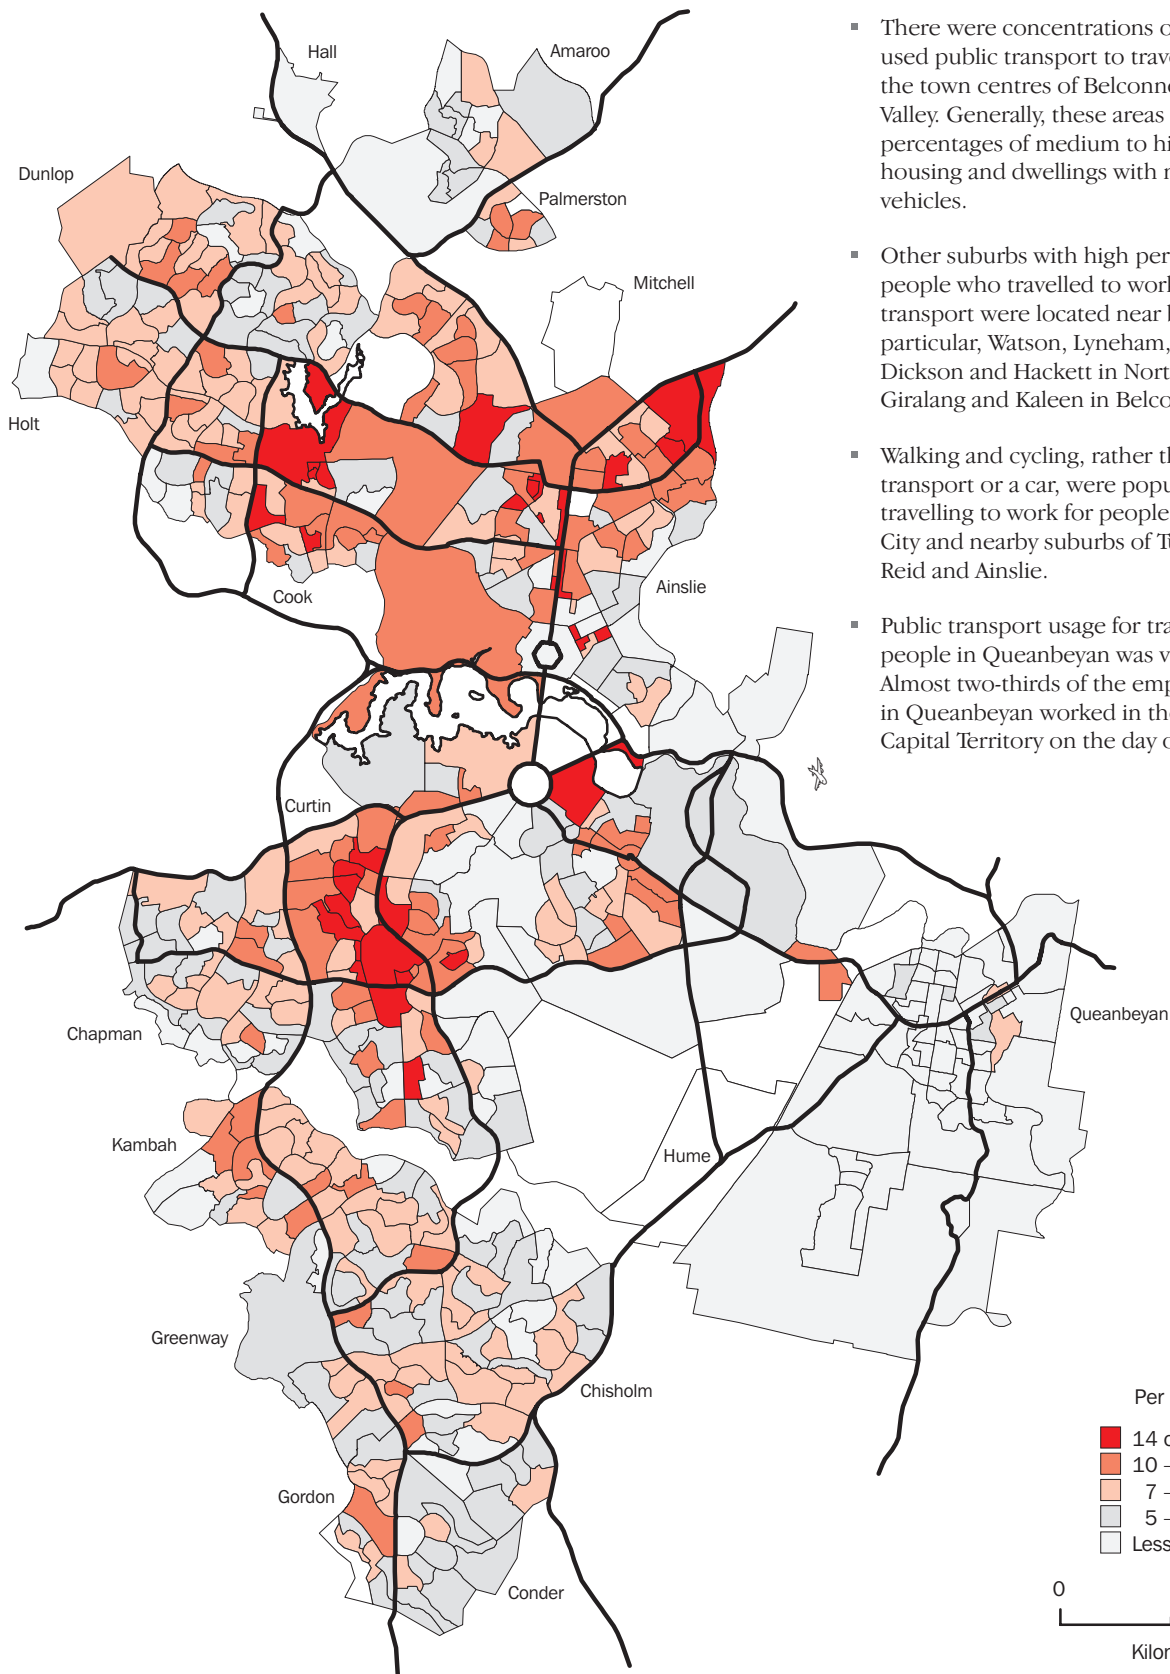 Hall
Amaroo
Dunlop
Palmerston
Mitchell
Holt
Cook
Ainslie
Curtin
Chapman
Queanbeyan
Kambah
Hume
Greenway
Chisholm
Gordon
Conder
▪ There were concentrations o
used public transport to trave
the town centres of Belconn
Valley. Generally, these areas
percentages of medium to hi
housing and dwellings with
vehicles.
▪ Other suburbs with high per
people who travelled to work
transport were located near
particular, Watson, Lyneham,
Dickson and Hackett in Nort
Giralang and Kaleen in Belco
▪ Walking and cycling, rather th
transport or a car, were popu
travelling to work for people
City and nearby suburbs of Tu
Reid and Ainslie.
▪ Public transport usage for tra
people in Queanbeyan was v
Almost two-thirds of the emp
in Queanbeyan worked in the
Capital Territory on the day o
Per
14 o
10 –
7 –
5 –
Less
0
Kilon